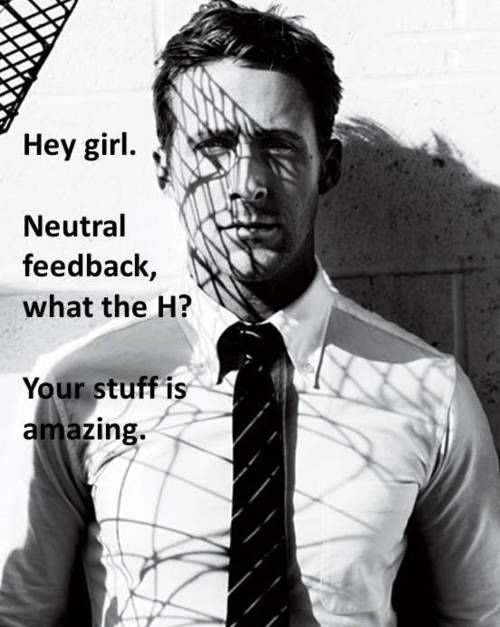 Hey girl.
Neutral
feedback,
what the H?
Your stuff is
amazing.